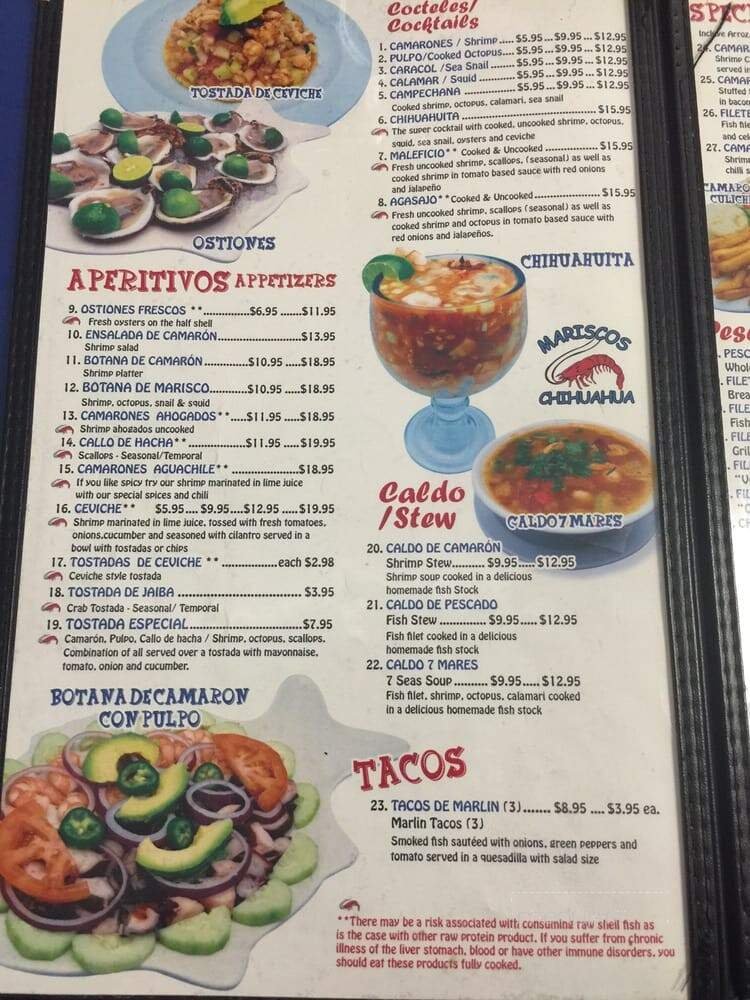 TOSTADA DE CEVICHE
OSTIONES
APERITIVOS APPETIZERS
9. OSTIONES FRESCOS **..............$6.95 ......$11.95
Fresh oysters on the half shell
10. ENSALADA DE CAMARÓN.....................$13.95
Shrimp salad
11. BOTANA DE CAMARÓN...........$10.95 ....$18.95
Shrimp platter
12. BOTANA DE MARISCO.........$10.95 ....$18.95
Shrimp, octopus, snail & squid
13. CAMARONES AHOGADOS**.....$11.95 ....$18.95
Shrimp ahogados uncooked
14. CALLO DE HACHA** ...............$11.95 ....$19.95
Scallops - Seasonal/Temporal
15. CAMARONES AGUACHILE**.................$18.95
If you like spicy try our shrimp marinated in lime juice
with our special spices and chili
16. CEVICHE** $5.95.... $9.95....$12.95 .....$19.95
Shrimp marinated in lime juice, tossed with fresh tomatoes,
onions,cucumber and seasoned with cilantro served in a
bowl with tostadas or chips
17. TOSTADAS DE CEVICHE **..............each $2.98
Ceviche style tostada
18. TOSTADA DE JAIBA ................................ $3.95
Crab Tostada - Seasonal/ Temporal
19. TOSTADA ESPECIAL.............................$7.95
Camarón, Pulpo, Callo de hacha / Shrimp, octopus, scallops.
Combination of all served over a tostada with mayonnaise,
tomato, onion and cucumber.
BOTANA DE CAMARON
CON PULPO
Cocteles/
Cocktails
1. CAMARONES / Shrimp.... $5.95...$9.95... $12.95
2. PULPO/Cooked Octopus.... $5.95...$9.95... $12.95
3. CARACOL /Sea Snail ...... $5.95...$9.95... $12.95
4. CALAMAR / Squid ......... $5.95...$9.95... $12.95
5. CAMPECHANA ............... $5.95...$9.95... $12.95
Cooked shrimp, octopus, calamari, sea snail
6. CHIHUAHUITA ..................................$15.95
The super cocktail with cooked, uncooked shrimp, octopus,
squid, sea snail, oysters and ceviche
7. MALEFICIO** Cooked & Uncooked ..............$15.95
Fresh uncooked shrimp, scallops, (seasonal) as well as
cooked shrimp in tomato based sauce with red onions
and jalapeño
8. AGASAJO**Cooked & Uncooked..................$15.95
Fresh uncooked shrimp, scallops (seasonal) as well as
cooked shrimp and octopus in tomato based sauce with
red onions and jalapeños.
CHIHUAHUITA
MARISCOS
CHIHUAHUA
Caldo
/Stew
CALDO 7 MARES
20. CALDO DE CAMARÓN
Shrimp Stew......... $9.95..... $12.95
Shrimp soup cooked in a delicious
homemade fish Stock
21. CALDO DE PESCADO
Fish Stew ............. $9.95..... $12.95
Fish filet cooked in a delicious
homemade fish stock
22. CALDO 7 MARES
7 Seas Soup.......... $9.95..... $12.95
Fish filet, shrimp, octopus, calamari cooked
in a delicious homemade fish stock
TACOS
23. TACOS DE MARLIN (3)....... $8.95 .... $3.95 ea.
Marlin Tacos (3)
Smoked fish sautéed with onions, green peppers and
tomato served in a quesadilla with salad size
**There may be a risk associated with consuming raw shell fish as
is the case with other raw protein product. If you suffer from chronic
illness of the liver stomach, blood or have other immune disorders, you
should eat these products fully cooked.